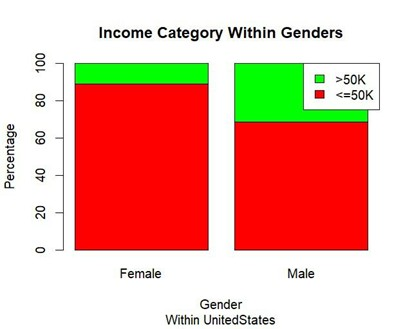 Income Category Within Genders
>50K
<=50K
Percentage
100
80
60
40
20
0
Female Male
Gender
Within UnitedStates